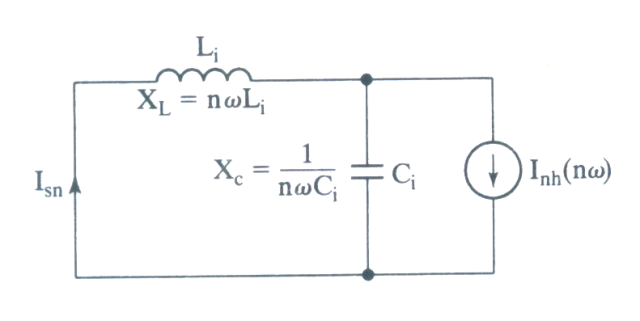 Lᵢ
X_L = nωLᵢ
X_c = 1/(nωCᵢ)
Cᵢ
I_nh(nω)
I_sn